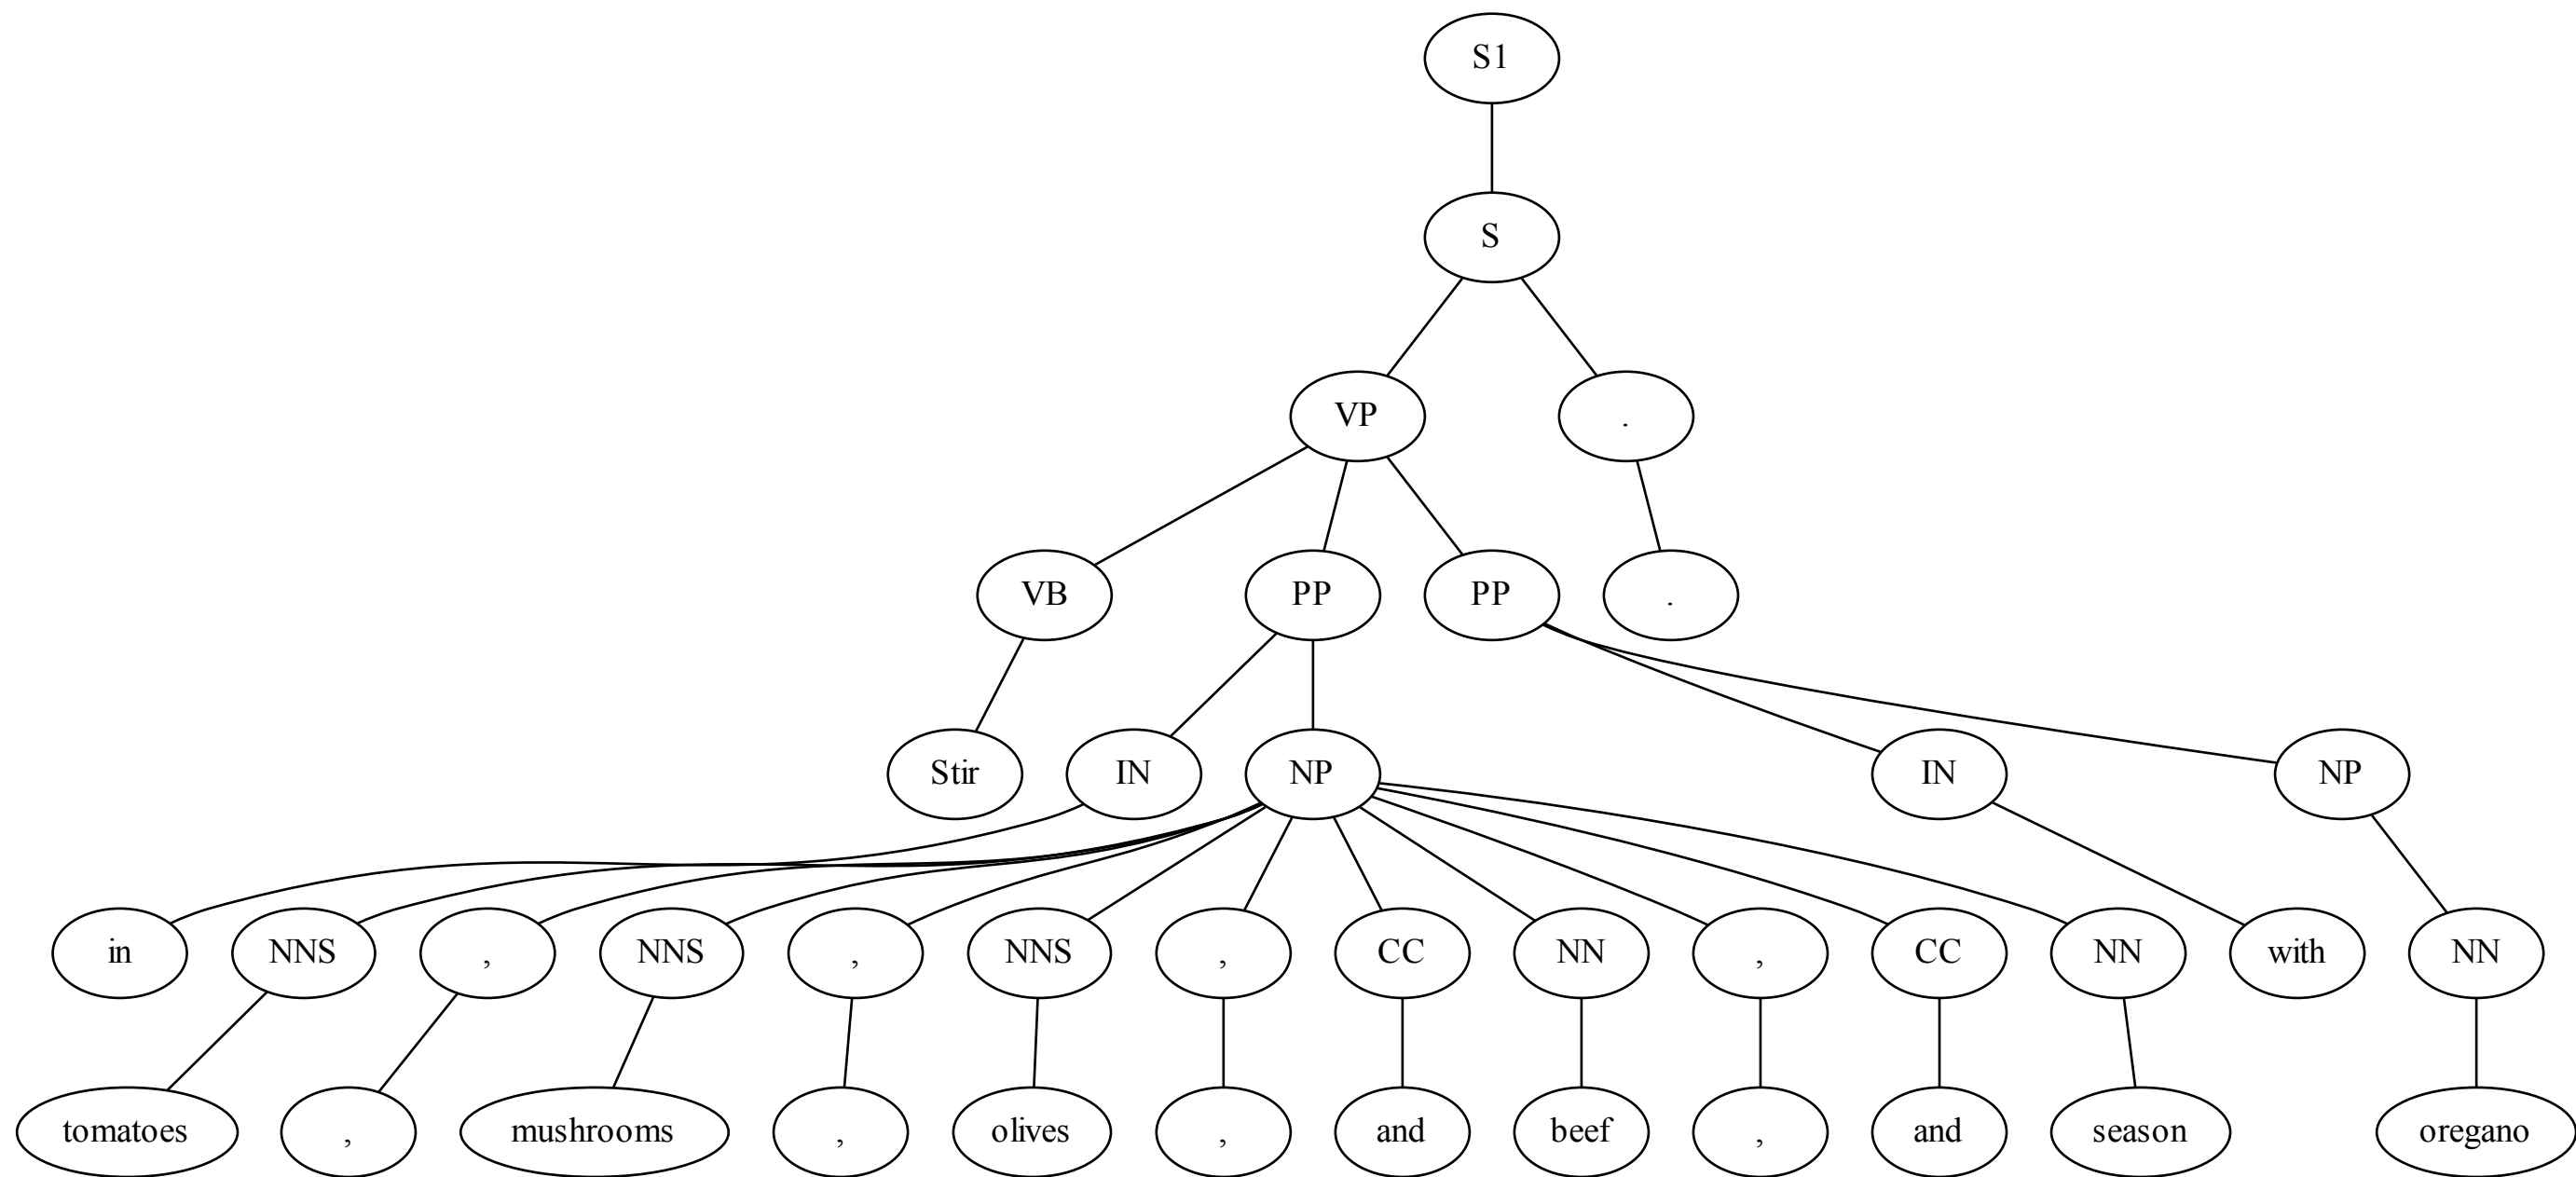 S1
S
VP .
VB PP PP .
Stir IN NP IN NP
in NNS , NNS , NNS , CC NN , CC NN with NN
tomatoes , mushrooms , olives , and beef , and season oregano